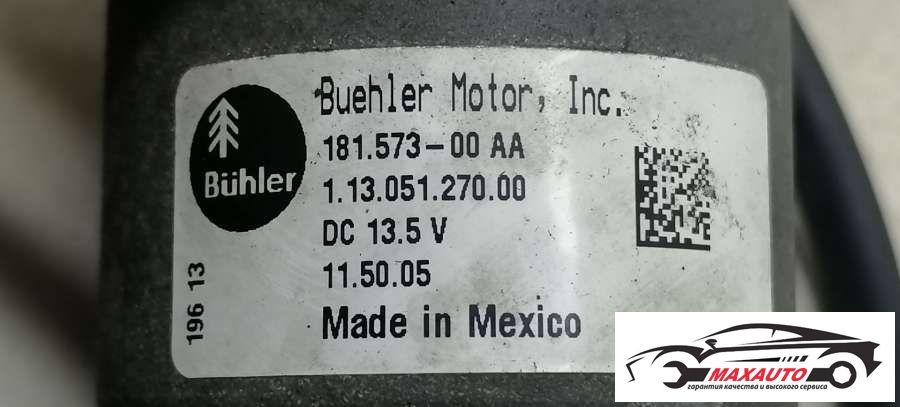 Buehler Motor, Inc.
Bühler
181.573-00 AA
1.13.051.270.00
DC 13.5 V
11.50.05
Made in Mexico
196 13
MAXAUTO
гарантия качества и высокого сервиса